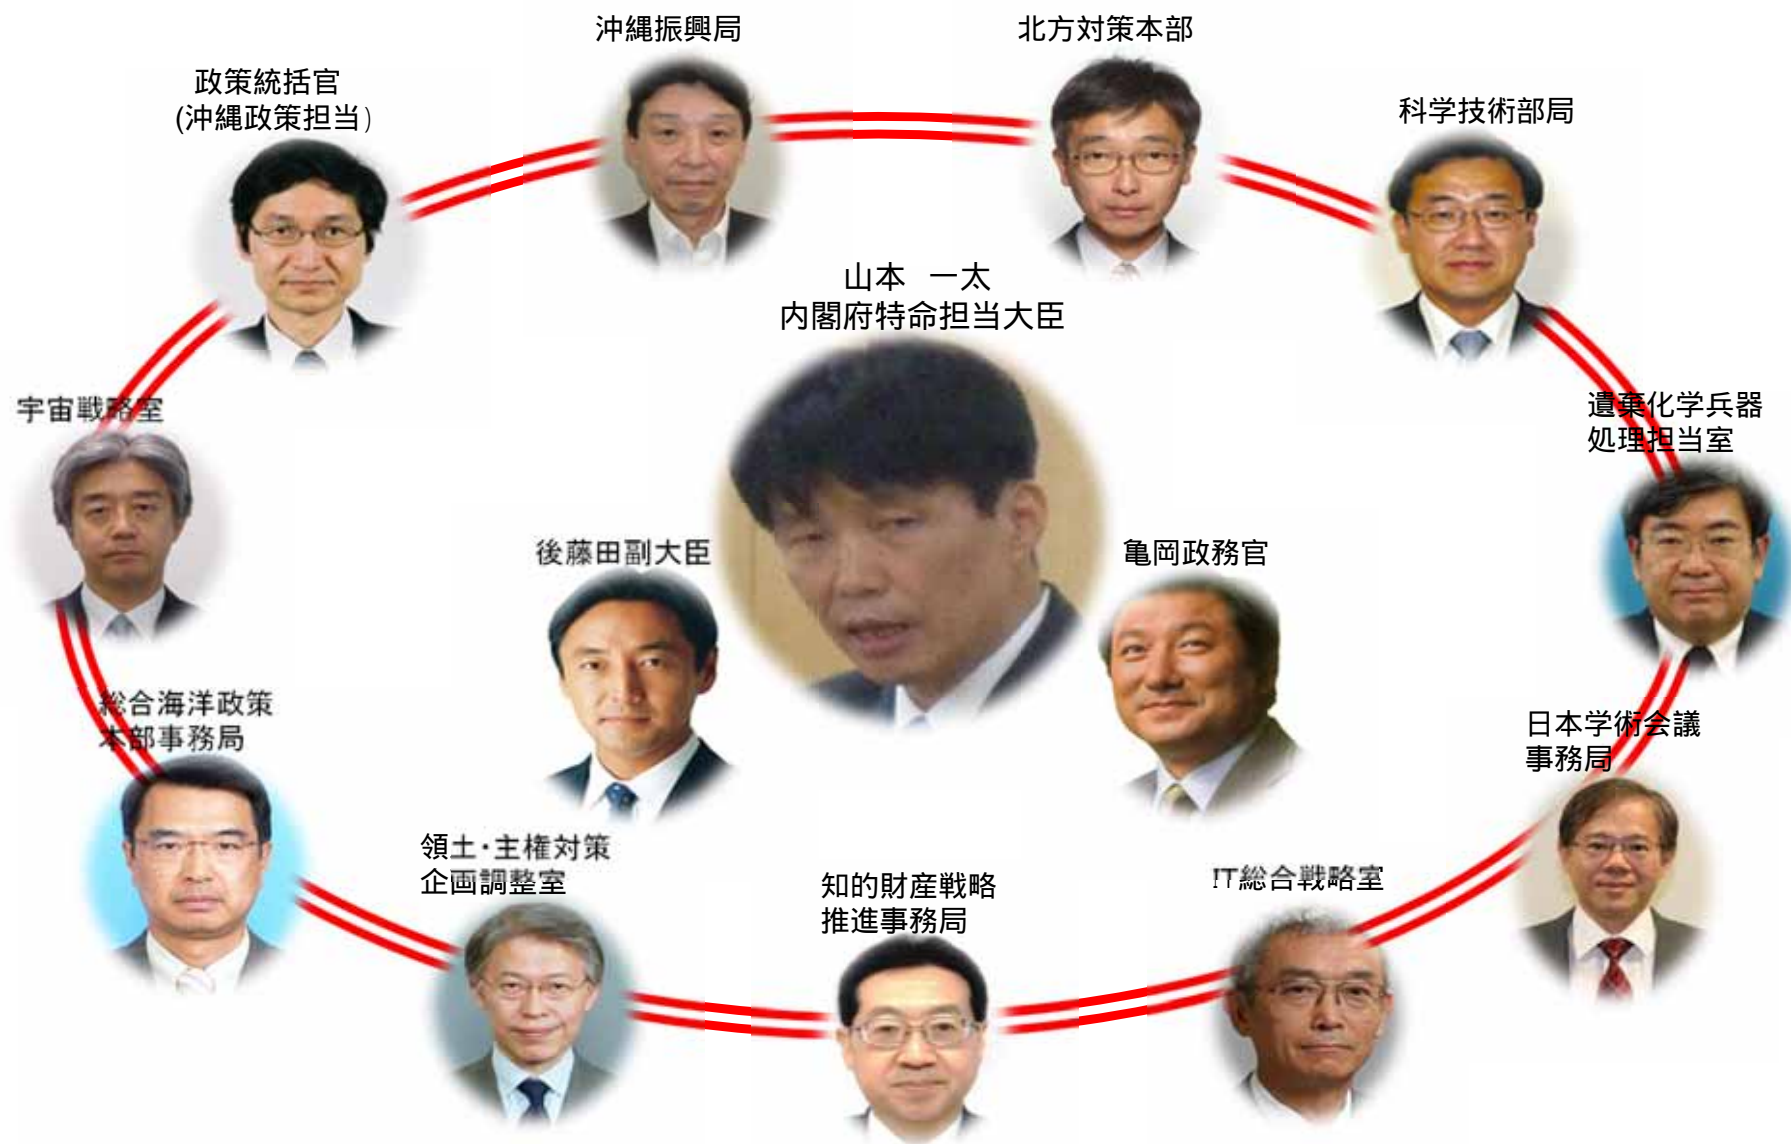 沖縄振興局
北方対策本部
政策統括官
(沖縄政策担当)
科学技術部局
山本　一太
内閣府特命担当大臣
宇宙戦略室
遺棄化学兵器
処理担当室
後藤田副大臣
亀岡政務官
総合海洋政策
本部事務局
日本学術会議
事務局
領土・主権対策
企画調整室
知的財産戦略
推進事務局
IT総合戦略室